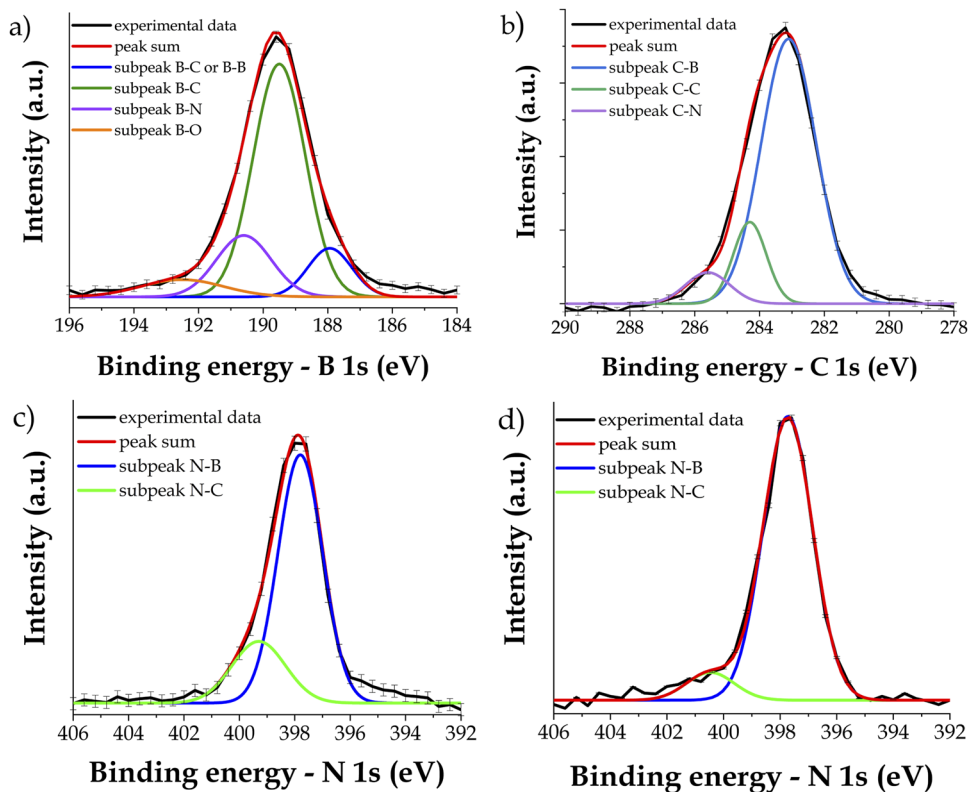 a)
experimental data
peak sum
subpeak B-C or B-B
subpeak B-C
subpeak B-N
subpeak B-O
Intensity (a.u.)
196 194 192 190 188 186 184
Binding energy - B 1s (eV)
b)
experimental data
peak sum
subpeak C-B
subpeak C-C
subpeak C-N
Intensity (a.u.)
290 288 286 284 282 280 278
Binding energy - C 1s (eV)
c)
experimental data
peak sum
subpeak N-B
subpeak N-C
Intensity (a.u.)
406 404 402 400 398 396 394 392
Binding energy - N 1s (eV)
d)
experimental data
peak sum
subpeak N-B
subpeak N-C
Intensity (a.u.)
406 404 402 400 398 396 394 392
Binding energy - N 1s (eV)